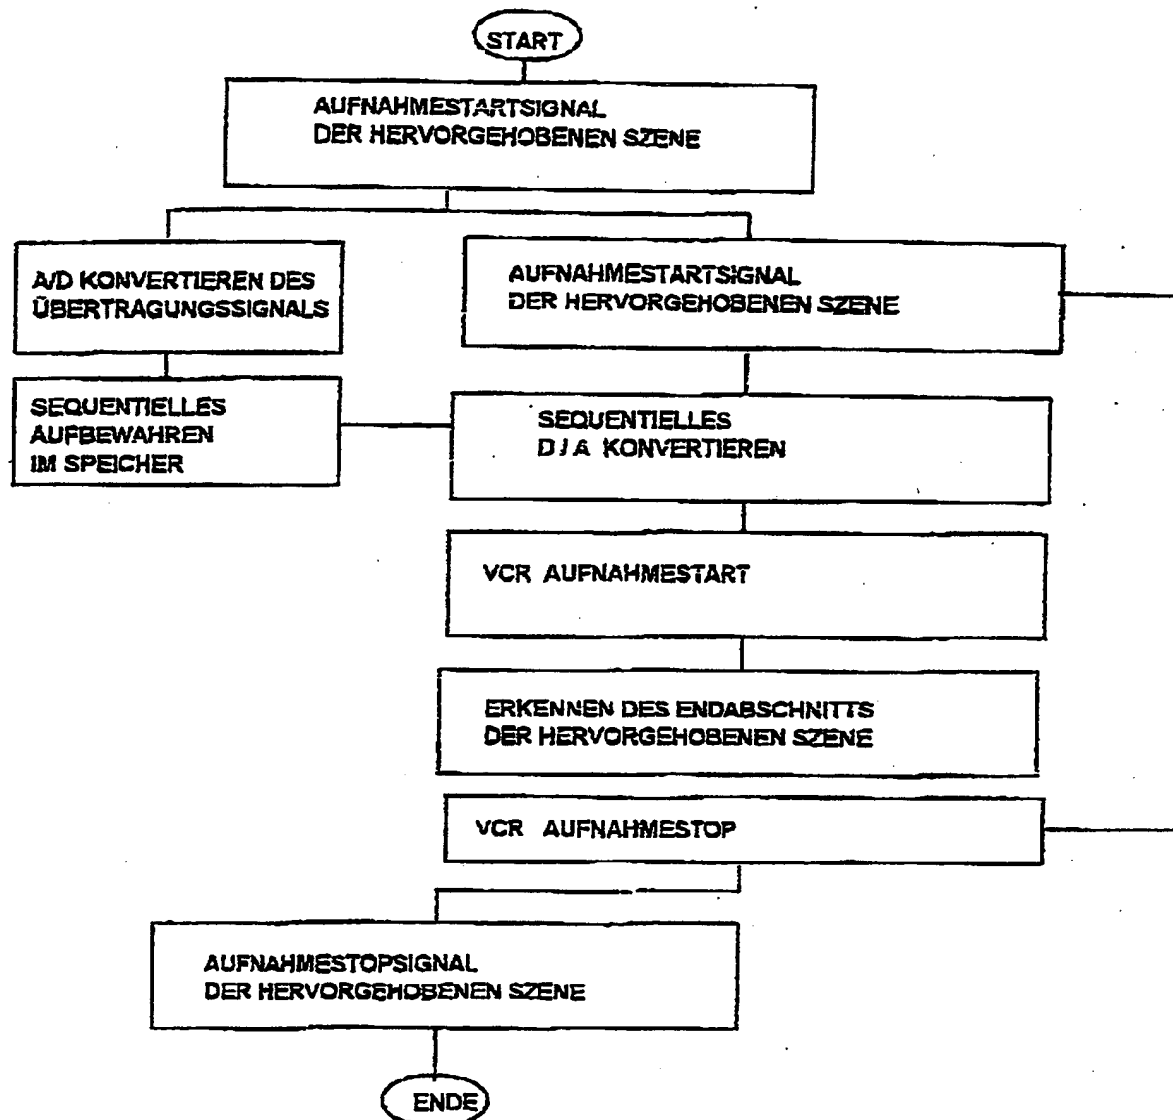 START
AUFNAHMESTARTSIGNAL
DER HERVORGEHOBENEN SZENE
A/D KONVERTIEREN DES
ÜBERTRAGUNGSSIGNALS
AUFNAHMESTARTSIGNAL
DER HERVORGEHOBENEN SZENE
SEQUENTIELLES
AUFBEWAHREN
IM SPEICHER
SEQUENTIELLES
D / A KONVERTIEREN
VCR AUFNAHMESTART
ERKENNEN DES ENDABSCHNITTS
DER HERVORGEHOBENEN SZENE
VCR AUFNAHMESTOP
AUFNAHMESTOPSIGNAL
DER HERVORGEHOBENEN SZENE
ENDE